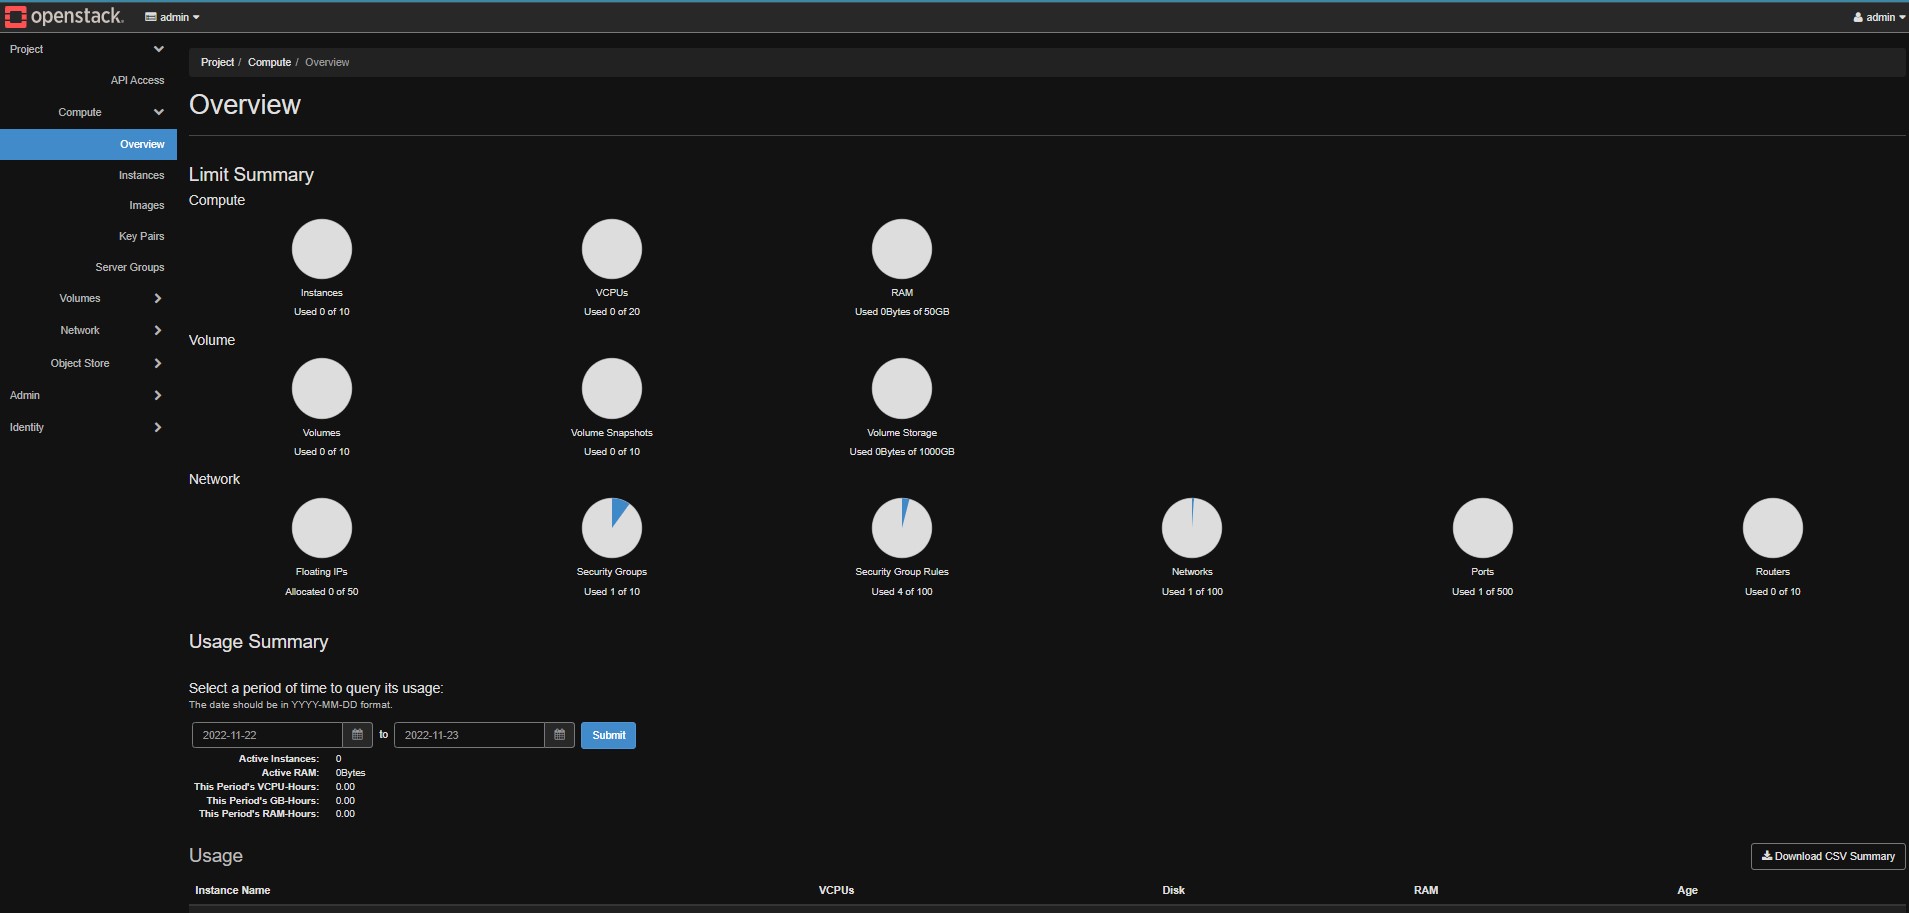 openstack. admin admin
Project
API Access
Compute
Overview
Instances
Images
Key Pairs
Server Groups
Volumes
Network
Object Store
Admin
Identity
Project / Compute / Overview
Overview
Limit Summary
Compute
Instances VCPUs RAM
Used 0 of 10 Used 0 of 20 Used 0Bytes of 50GB
Volume
Volumes Volume Snapshots Volume Storage
Used 0 of 10 Used 0 of 10 Used 0Bytes of 1000GB
Network
Floating IPs Security Groups Security Group Rules Networks Ports Routers
Allocated 0 of 50 Used 1 of 10 Used 4 of 100 Used 1 of 100 Used 1 of 500 Used 0 of 10
Usage Summary
Select a period of time to query its usage:
The date should be in YYYY-MM-DD format.
2022-11-22 to 2022-11-23 Submit
Active Instances: 0
Active RAM: 0Bytes
This Period's VCPU-Hours: 0.00
This Period's GB-Hours: 0.00
This Period's RAM-Hours: 0.00
Usage Download CSV Summary
Instance Name VCPUs Disk RAM Age